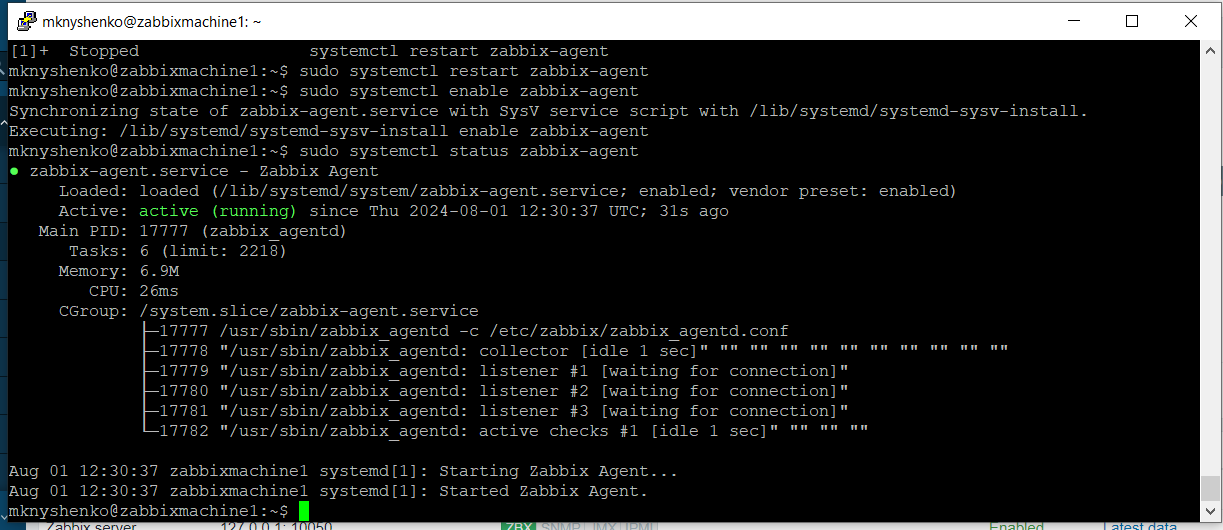 mknyshenko@zabbixmachine1: ~
[1]+  Stopped                 systemctl restart zabbix-agent
mknyshenko@zabbixmachine1:~$ sudo systemctl restart zabbix-agent
mknyshenko@zabbixmachine1:~$ sudo systemctl enable zabbix-agent
Synchronizing state of zabbix-agent.service with SysV service script with /lib/systemd/systemd-sysv-install.
Executing: /lib/systemd/systemd-sysv-install enable zabbix-agent
mknyshenko@zabbixmachine1:~$ sudo systemctl status zabbix-agent
● zabbix-agent.service - Zabbix Agent
     Loaded: loaded (/lib/systemd/system/zabbix-agent.service; enabled; vendor preset: enabled)
     Active: active (running) since Thu 2024-08-01 12:30:37 UTC; 31s ago
   Main PID: 17777 (zabbix_agentd)
      Tasks: 6 (limit: 2218)
     Memory: 6.9M
        CPU: 26ms
     CGroup: /system.slice/zabbix-agent.service
             ├─17777 /usr/sbin/zabbix_agentd -c /etc/zabbix/zabbix_agentd.conf
             ├─17778 "/usr/sbin/zabbix_agentd: collector [idle 1 sec]" "" "" "" "" "" "" "" "" "" ""
             ├─17779 "/usr/sbin/zabbix_agentd: listener #1 [waiting for connection]"
             ├─17780 "/usr/sbin/zabbix_agentd: listener #2 [waiting for connection]"
             ├─17781 "/usr/sbin/zabbix_agentd: listener #3 [waiting for connection]"
             └─17782 "/usr/sbin/zabbix_agentd: active checks #1 [idle 1 sec]" "" "" ""

Aug 01 12:30:37 zabbixmachine1 systemd[1]: Starting Zabbix Agent...
Aug 01 12:30:37 zabbixmachine1 systemd[1]: Started Zabbix Agent.
mknyshenko@zabbixmachine1:~$
Zabbix server 127.0.0.1: 10050 ZBX SNMP JMX IPMI Enabled Latest data